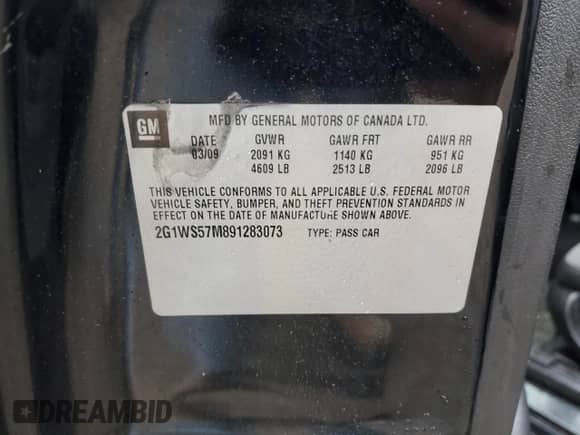 GM
MFD BY GENERAL MOTORS OF CANADA LTD.
DATE GVWR GAWR FRT GAWR RR
03/09 2091 KG 1140 KG 951 KG
4609 LB 2513 LB 2096 LB
THIS VEHICLE CONFORMS TO ALL APPLICABLE U.S. FEDERAL MOTOR
VEHICLE SAFETY, BUMPER, AND THEFT PREVENTION STANDARDS IN
EFFECT ON THE DATE OF MANUFACTURE SHOWN ABOVE.
2G1WS57M891283073 TYPE: PASS CAR
DREAMBID